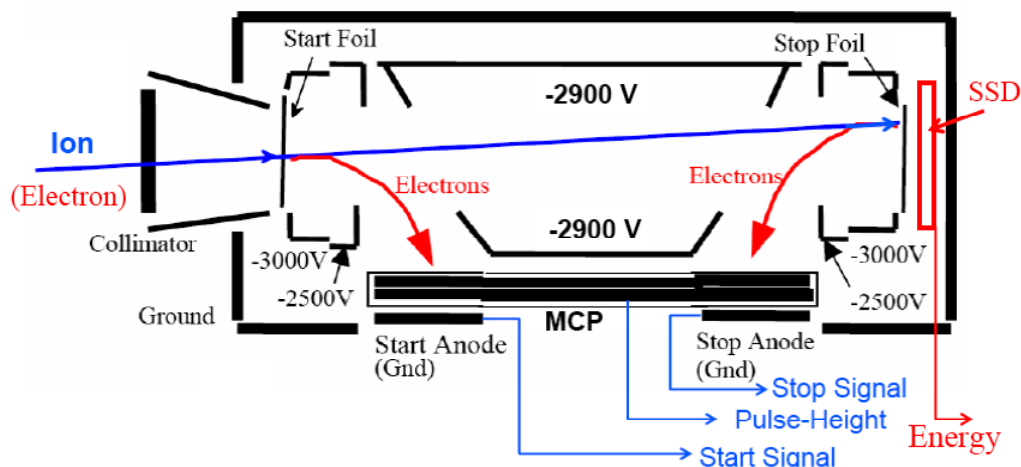 Start Foil
Stop Foil
-2900 V
SSD
Ion
(Electron)
Electrons
Electrons
Collimator
-2900 V
-3000V
-3000V
-2500V
-2500V
Ground
MCP
Start Anode
(Gnd)
Stop Anode
(Gnd)
Stop Signal
Pulse-Height
Energy
Start Signal